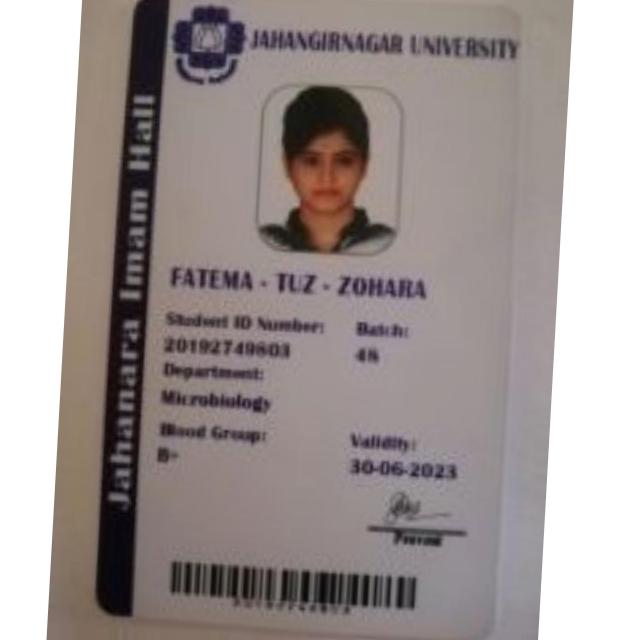 JAHANGIRNAGAR UNIVERSITY
Jahanara Imam Hall
FATEMA - TUZ - ZOHARA
Student ID Number:
20192749603
Batch:
48
Department:
Microbiology
Blood Group:
B+
Validity:
30-06-2023
Provost